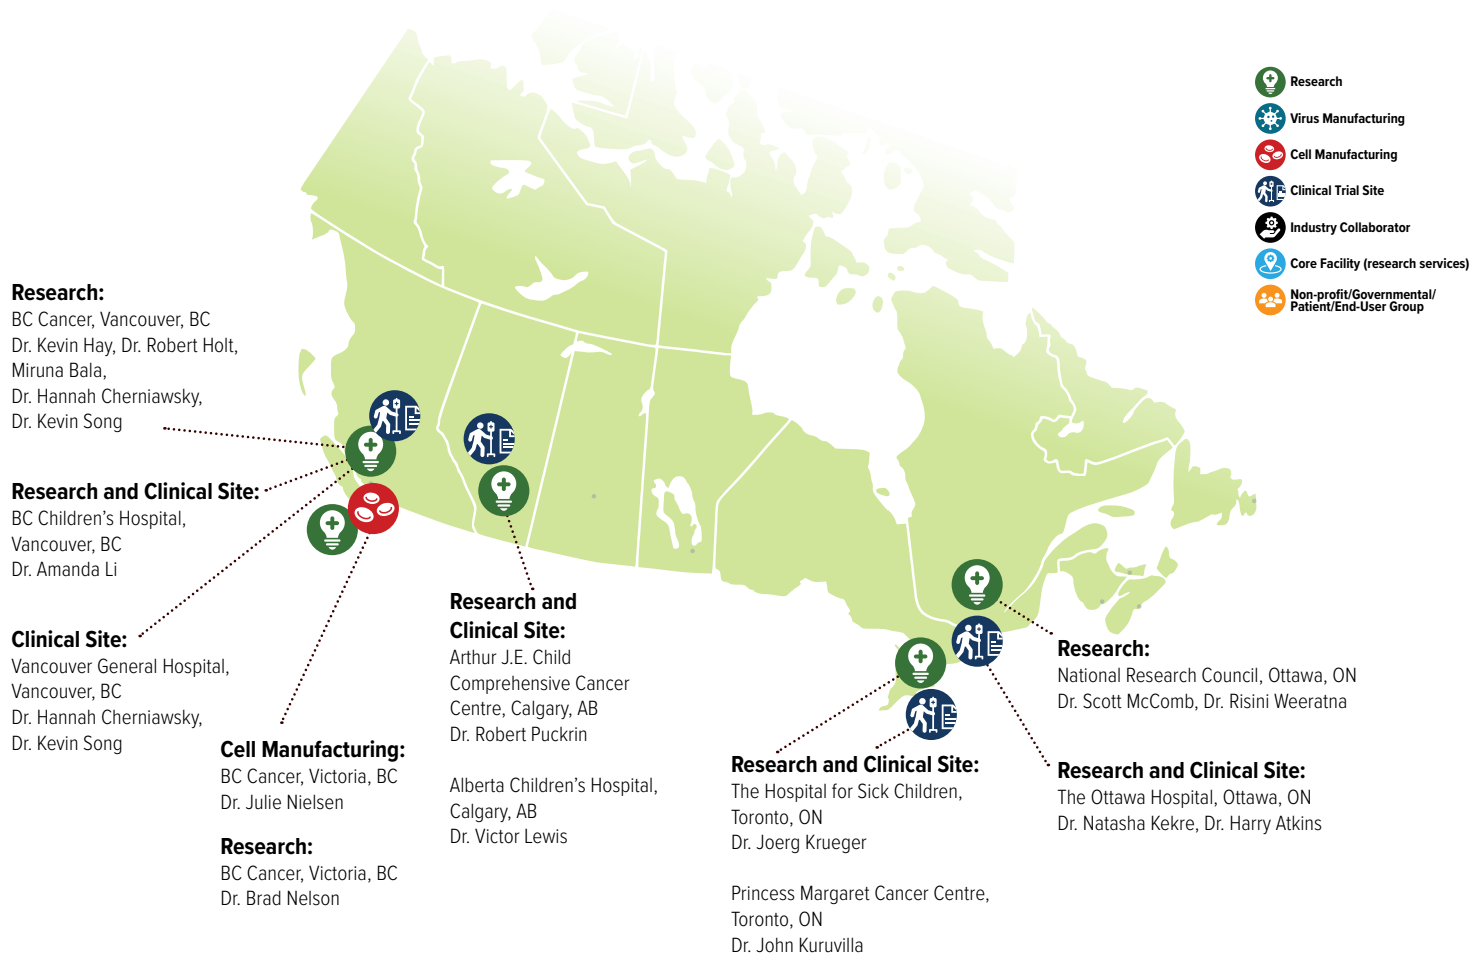 Research
Virus Manufacturing
Cell Manufacturing
Clinical Trial Site
Industry Collaborator
Core Facility (research services)
Non-profit/Governmental/
Patient/End-User Group
Research:
BC Cancer, Vancouver, BC
Dr. Kevin Hay, Dr. Robert Holt,
Miruna Bala,
Dr. Hannah Cherniawsky,
Dr. Kevin Song
Research and Clinical Site:
BC Children’s Hospital,
Vancouver, BC
Dr. Amanda Li
Clinical Site:
Vancouver General Hospital,
Vancouver, BC
Dr. Hannah Cherniawsky,
Dr. Kevin Song
Cell Manufacturing:
BC Cancer, Victoria, BC
Dr. Julie Nielsen
Research:
BC Cancer, Victoria, BC
Dr. Brad Nelson
Research and
Clinical Site:
Arthur J.E. Child
Comprehensive Cancer
Centre, Calgary, AB
Dr. Robert Puckrin
Alberta Children’s Hospital,
Calgary, AB
Dr. Victor Lewis
Research and Clinical Site:
The Hospital for Sick Children,
Toronto, ON
Dr. Joerg Krueger
Princess Margaret Cancer Centre,
Toronto, ON
Dr. John Kuruvilla
Research:
National Research Council, Ottawa, ON
Dr. Scott McComb, Dr. Risini Weeratna
Research and Clinical Site:
The Ottawa Hospital, Ottawa, ON
Dr. Natasha Kekre, Dr. Harry Atkins